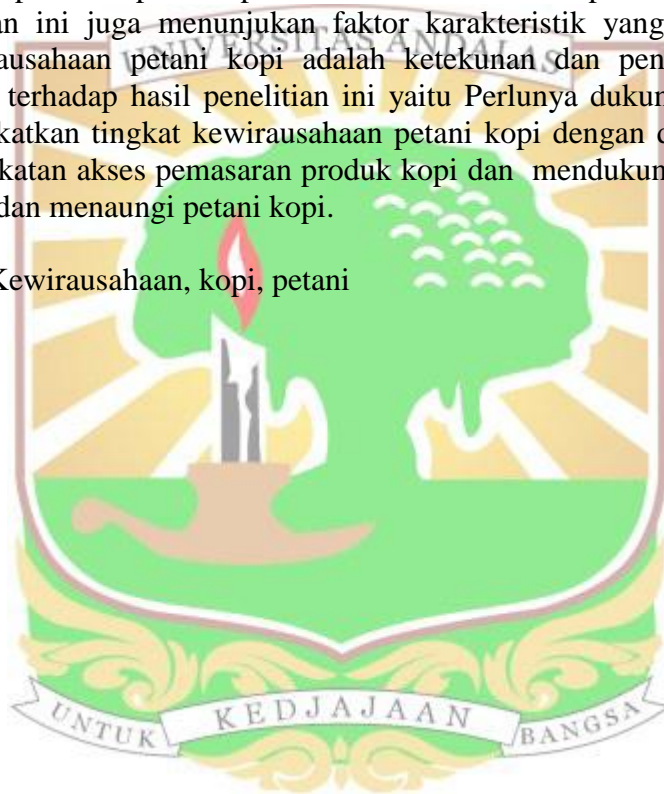 an ini juga menunjukan faktor karakteristik yang
UNIVERSITAS ANDALAS
ausahaan petani kopi adalah ketekunan dan pen
terhadap hasil penelitian ini yaitu Perlunya dukun
katkan tingkat kewirausahaan petani kopi dengan d
katan akses pemasaran produk kopi dan mendukun
dan menaungi petani kopi.
Kewirausahaan, kopi, petani
UNTUK KEDJAJAAN BANGSA